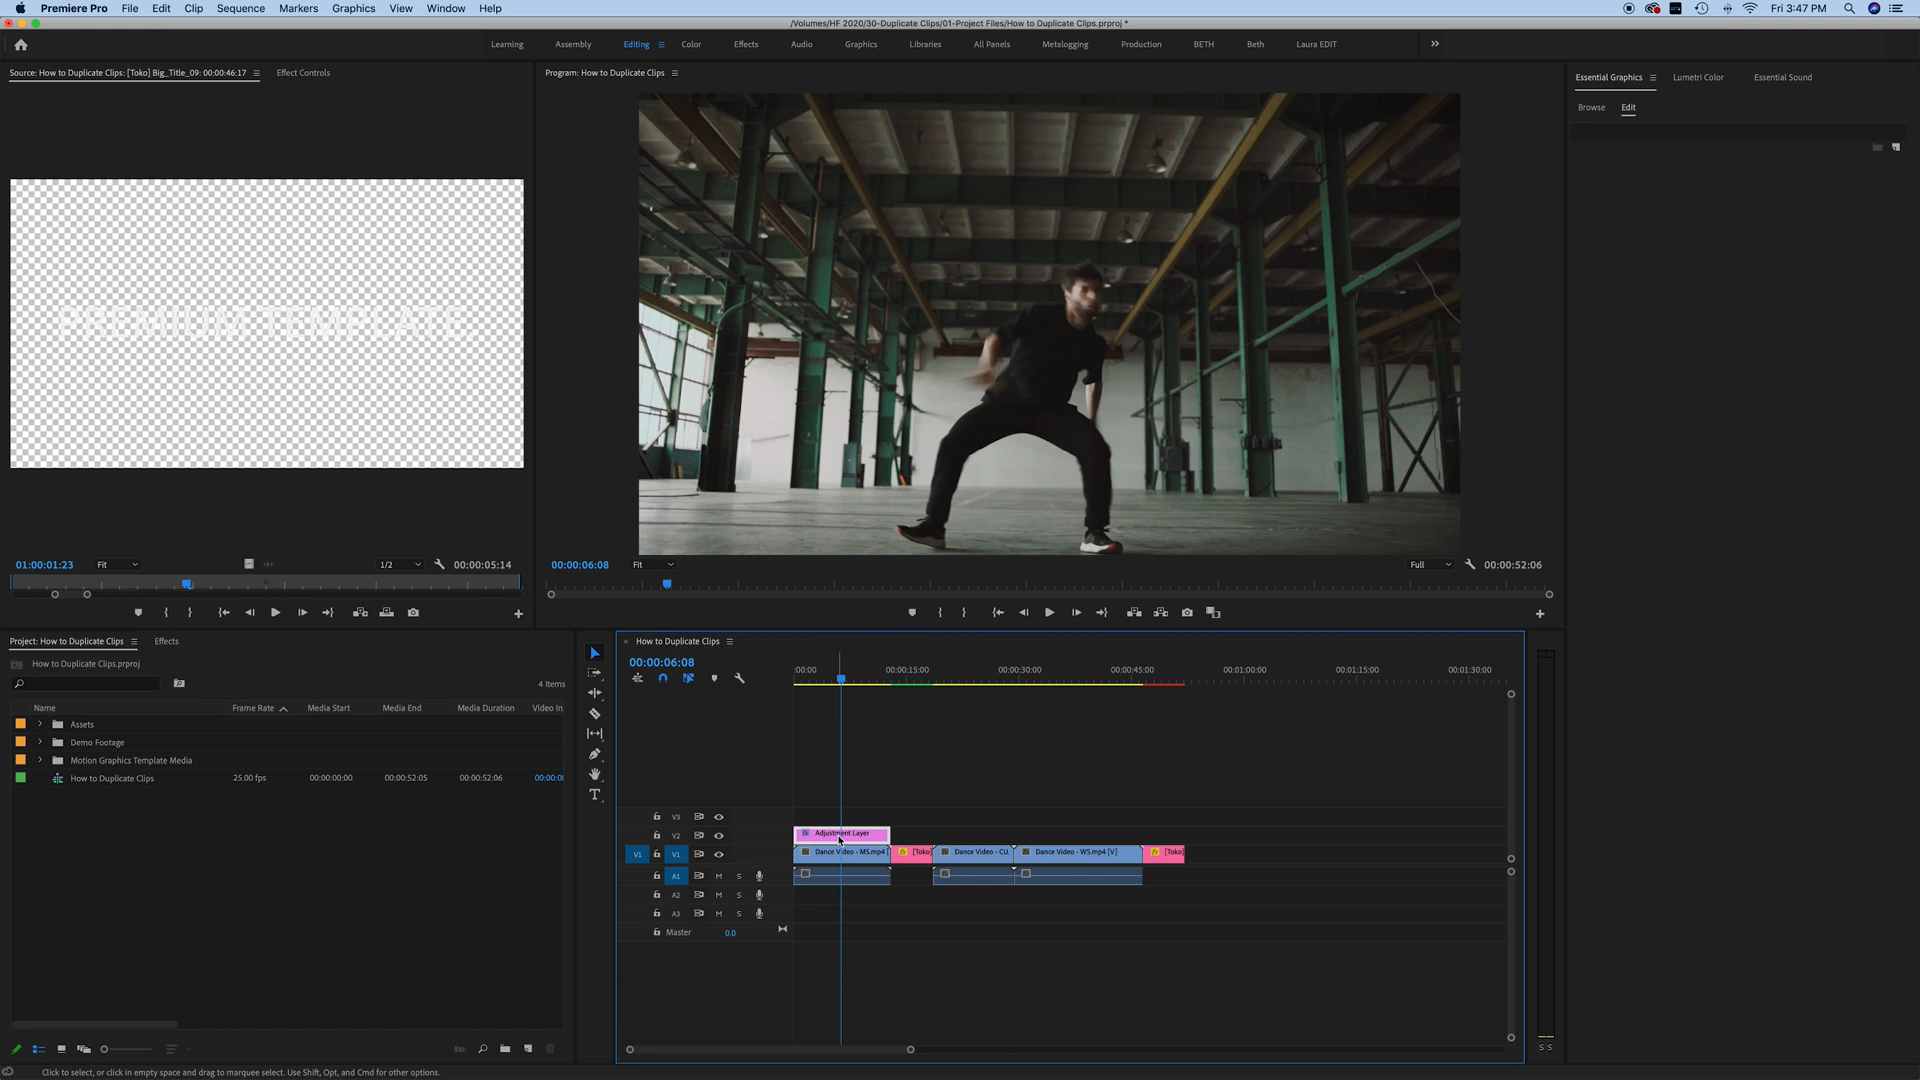 Premiere Pro File Edit Clip Sequence Markers Graphics View Window Help Fri 3:47 PM
/Volumes/HF 2020/30-Duplicate Clips/01-Project Files/How to Duplicate Clips.prproj *
Learning Assembly Editing Color Effects Audio Graphics Libraries All Panels Metalogging Production BETH Beth Laura EDIT
Source: How to Duplicate Clips: [Toko] Big_Title_09: 00:00:46:17 Effect Controls
Program: How to Duplicate Clips
Essential Graphics Lumetri Color Essential Sound
Browse Edit
PREMIUM TEMPLATE
01:00:01:23 Fit 1/2 00:00:05:14
00:00:06:08 Fit Full 00:00:52:06
Project: How to Duplicate Clips Effects
How to Duplicate Clips.prproj
4 Items
Name Frame Rate Media Start Media End Media Duration Video In
Assets
Demo Footage
Motion Graphics Template Media
How to Duplicate Clips 25.00 fps 00:00:00:00 00:00:52:05 00:00:52:06 00:00:0
How to Duplicate Clips
00:00:06:08
:00:00 00:00:15:00 00:00:30:00 00:00:45:00 00:01:00:00 00:01:15:00 00:01:30:00
V3
V2 Adjustment Layer
V1 V1 Dance Video - MS.mp4 [ [Toko] Dance Video - CU. Dance Video - WS.mp4 [V] [Toko]
A1 M S
A2 M S
A3 M S
Master 0.0
S S
Click to select, or click in empty space and drag to marquee select. Use Shift, Opt, and Cmd for other options.